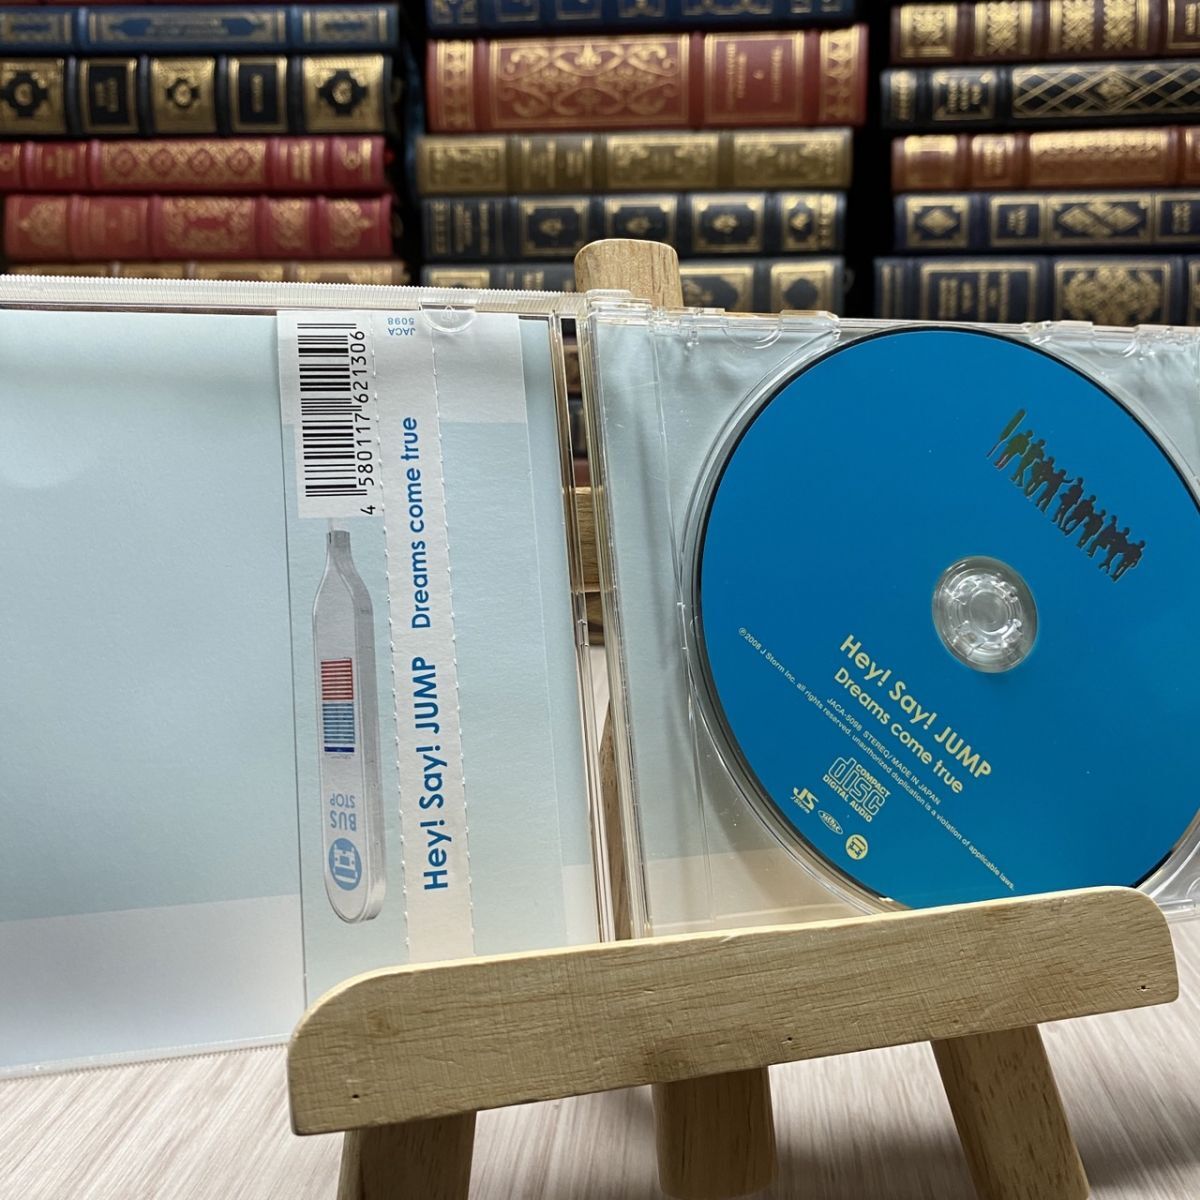 JACA
5098
4 580117 621306
Hey! Say! JUMP Dreams come true
BUS
STOP
Hey! Say! JUMP
Dreams come true
JACA-5098 STEREO/MADE IN JAPAN
℗2008 J Storm Inc. all rights reserved. unauthorized duplication is a violation of applicable laws.
COMPACT
disc
DIGITAL AUDIO
JS
J Storm